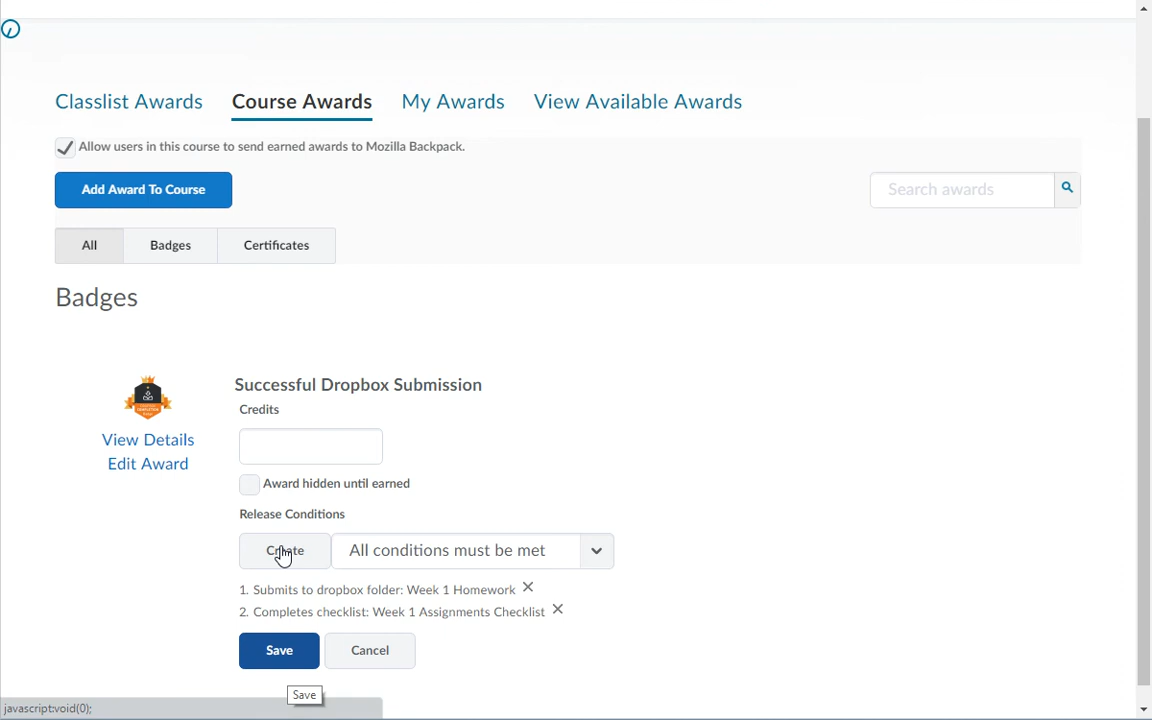 Classlist Awards Course Awards My Awards View Available Awards
Allow users in this course to send earned awards to Mozilla Backpack.
Add Award To Course
Search awards
All Badges Certificates
Badges
Successful Dropbox Submission
Credits
View Details
Edit Award
Award hidden until earned
Release Conditions
All conditions must be met
1. Submits to dropbox folder: Week 1 Homework
2. Completes checklist: Week 1 Assignments Checklist
Save Cancel
Save
javascript:void(0);